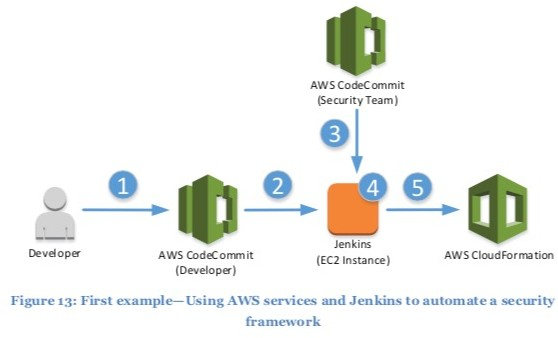 AWS CodeCommit
(Security Team)
3
1
2
4
5
Developer
AWS CodeCommit
(Developer)
Jenkins
(EC2 Instance)
AWS CloudFormation
Figure 13: First example—Using AWS services and Jenkins to automate a security
framework